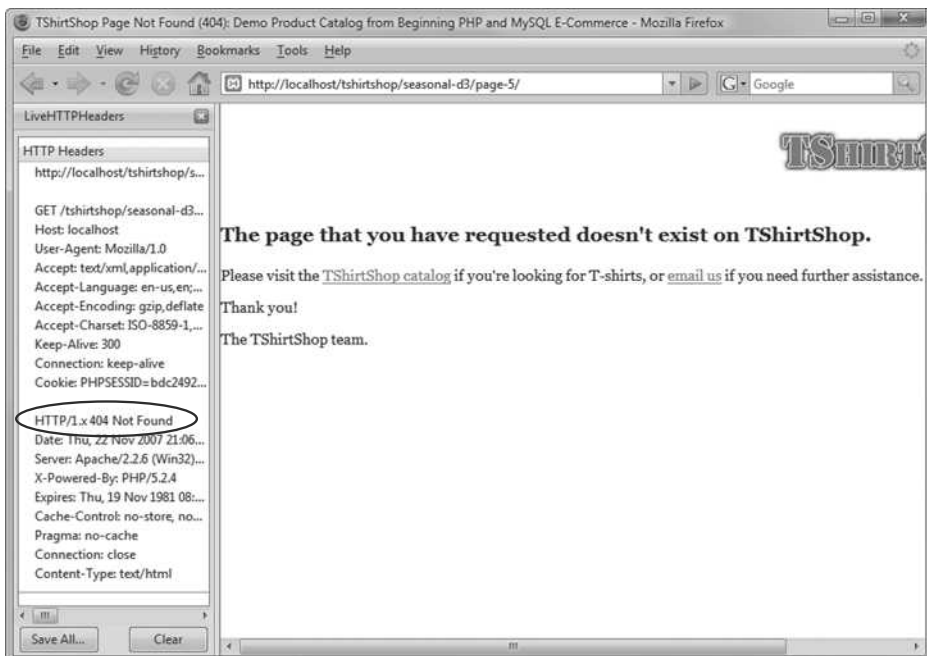 TShirtShop Page Not Found (404): Demo Product Catalog from Beginning PHP and MySQL E-Commerce - Mozilla Firefox
File Edit View History Bookmarks Tools Help
http://localhost/tshirtshop/seasonal-d3/page-5/
G Google
LiveHTTPHeaders
HTTP Headers
http://localhost/tshirtshop/s...
GET /tshirtshop/seasonal-d3...
Host: localhost
User-Agent: Mozilla/1.0
Accept: text/xml,application/...
Accept-Language: en-us,en;...
Accept-Encoding: gzip,deflate
Accept-Charset: ISO-8859-1,...
Keep-Alive: 300
Connection: keep-alive
Cookie: PHPSESSID=bdc2492...
HTTP/1.x 404 Not Found
Date: Thu, 22 Nov 2007 21:06...
Server: Apache/2.2.6 (Win32)...
X-Powered-By: PHP/5.2.4
Expires: Thu, 19 Nov 1981 08:...
Cache-Control: no-store, no...
Pragma: no-cache
Connection: close
Content-Type: text/html
Save All... Clear
TSHIRTS
The page that you have requested doesn't exist on TShirtShop.
Please visit the TShirtShop catalog if you're looking for T-shirts, or email us if you need further assistance.
Thank you!
The TShirtShop team.